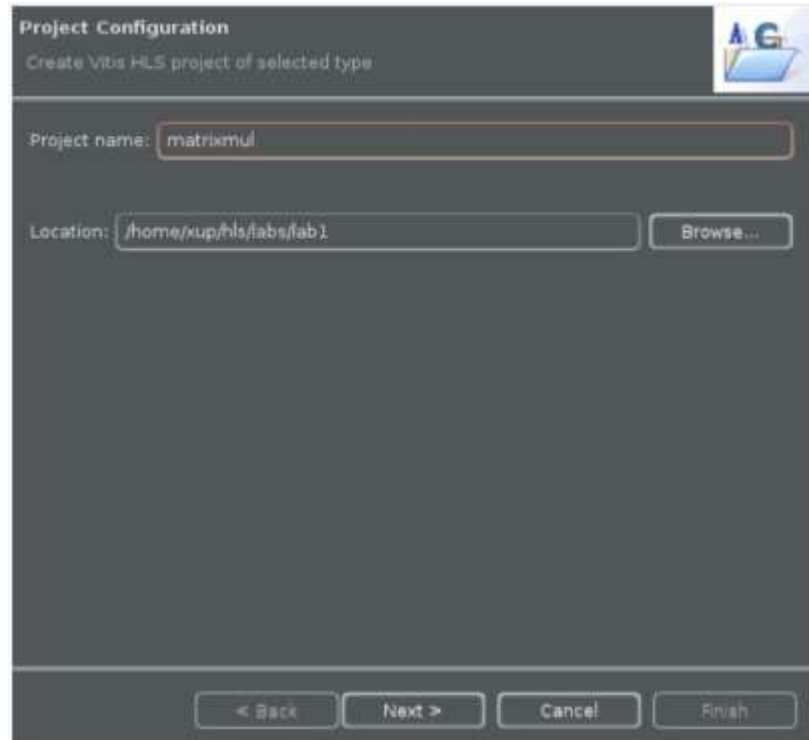 Project Configuration
Create Vitis HLS project of selected type
Project name: matrixmul
Location: /home/xup/hls/labs/lab1 Browse...
< Back Next > Cancel Finish